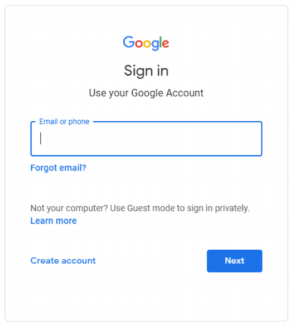 Google
Sign in
Use your Google Account
Email or phone
Forgot email?
Not your computer? Use Guest mode to sign in privately.
Learn more
Create account
Next